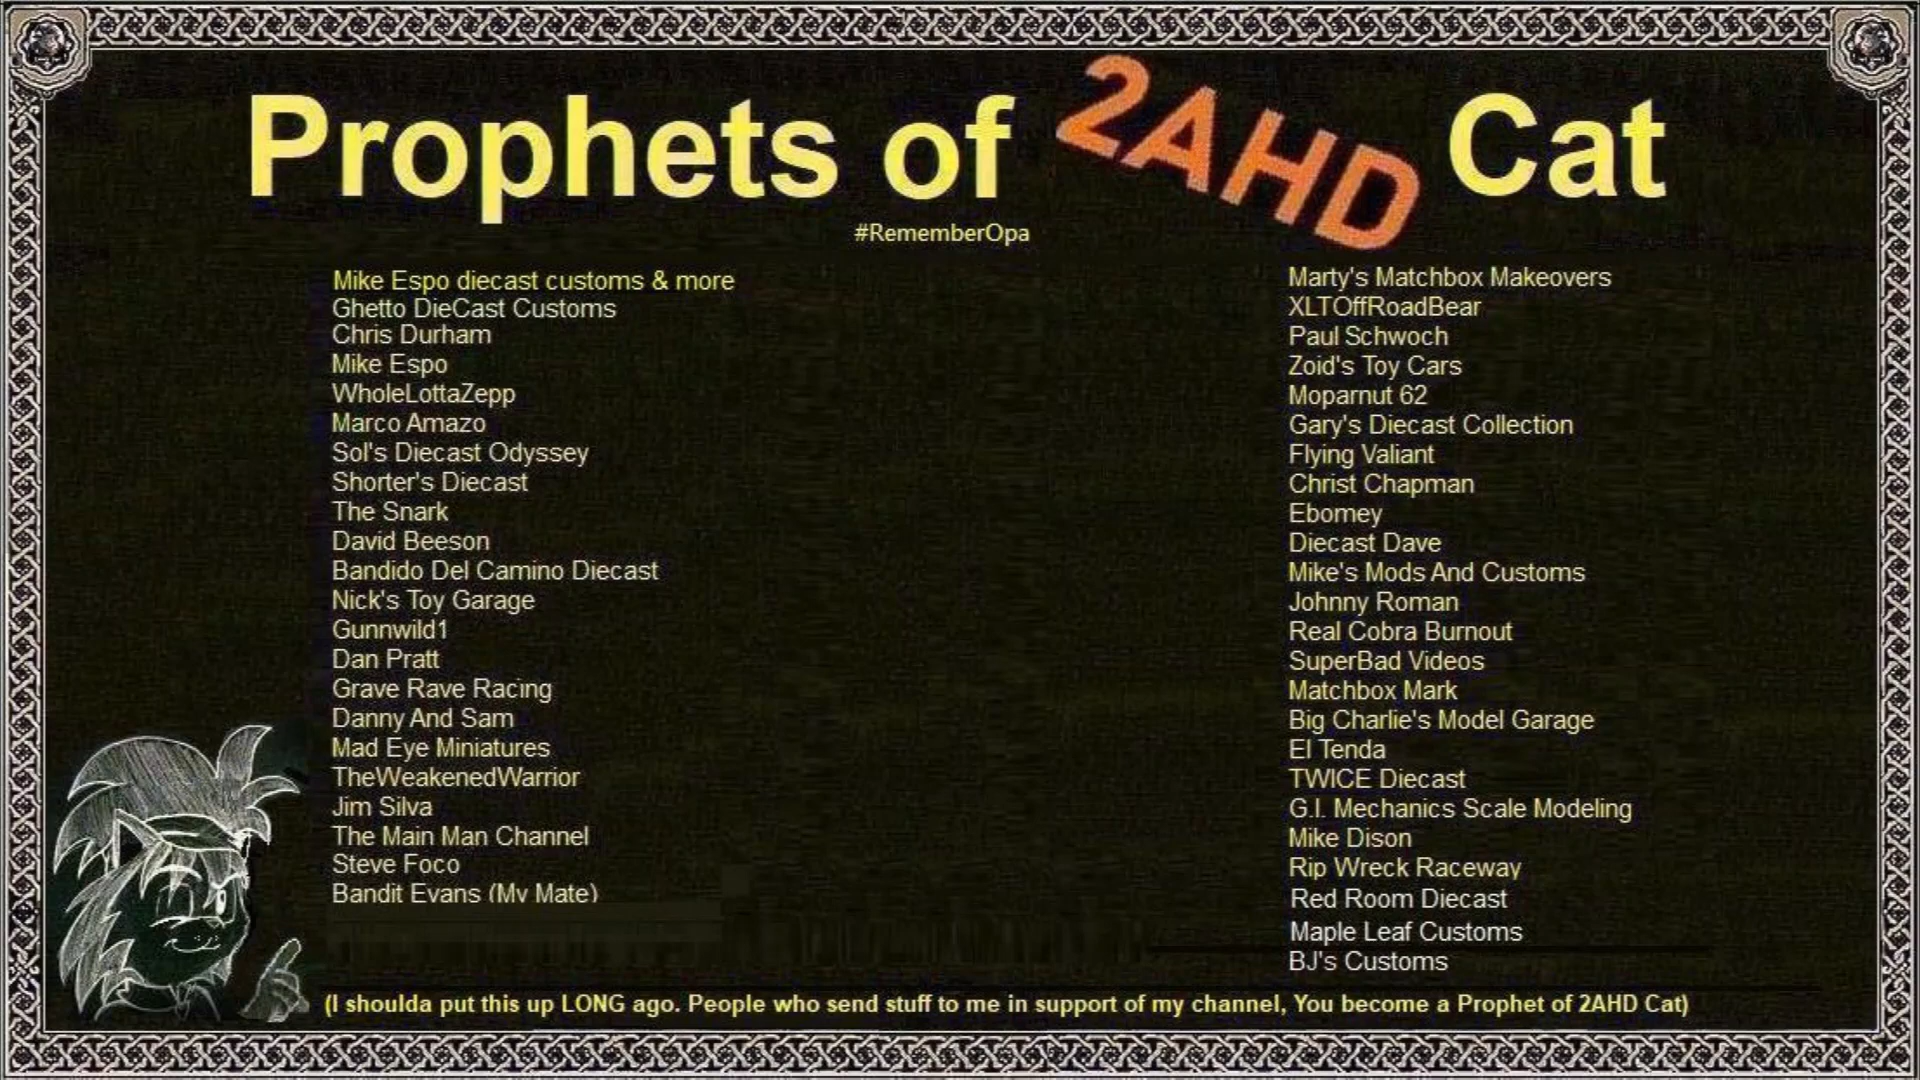 Prophets of 2AHD Cat
#RememberOpa
Mike Espo diecast customs & more
Ghetto DieCast Customs
Chris Durham
Mike Espo
WholeLottaZepp
Marco Amazo
Sol's Diecast Odyssey
Shorter's Diecast
The Snark
David Beeson
Bandido Del Camino Diecast
Nick's Toy Garage
Gunnwild1
Dan Pratt
Grave Rave Racing
Danny And Sam
Mad Eye Miniatures
TheWeakenedWarrior
Jim Silva
The Main Man Channel
Steve Foco
Bandit Evans (My Mate)
Marty's Matchbox Makeovers
XLTOffRoadBear
Paul Schwoch
Zoid's Toy Cars
Moparnut 62
Gary's Diecast Collection
Flying Valiant
Christ Chapman
Ebomey
Diecast Dave
Mike's Mods And Customs
Johnny Roman
Real Cobra Burnout
SuperBad Videos
Matchbox Mark
Big Charlie's Model Garage
El Tenda
TWICE Diecast
G.I. Mechanics Scale Modeling
Mike Dison
Rip Wreck Raceway
Red Room Diecast
Maple Leaf Customs
BJ's Customs
(I shoulda put this up LONG ago. People who send stuff to me in support of my channel, You become a Prophet of 2AHD Cat)